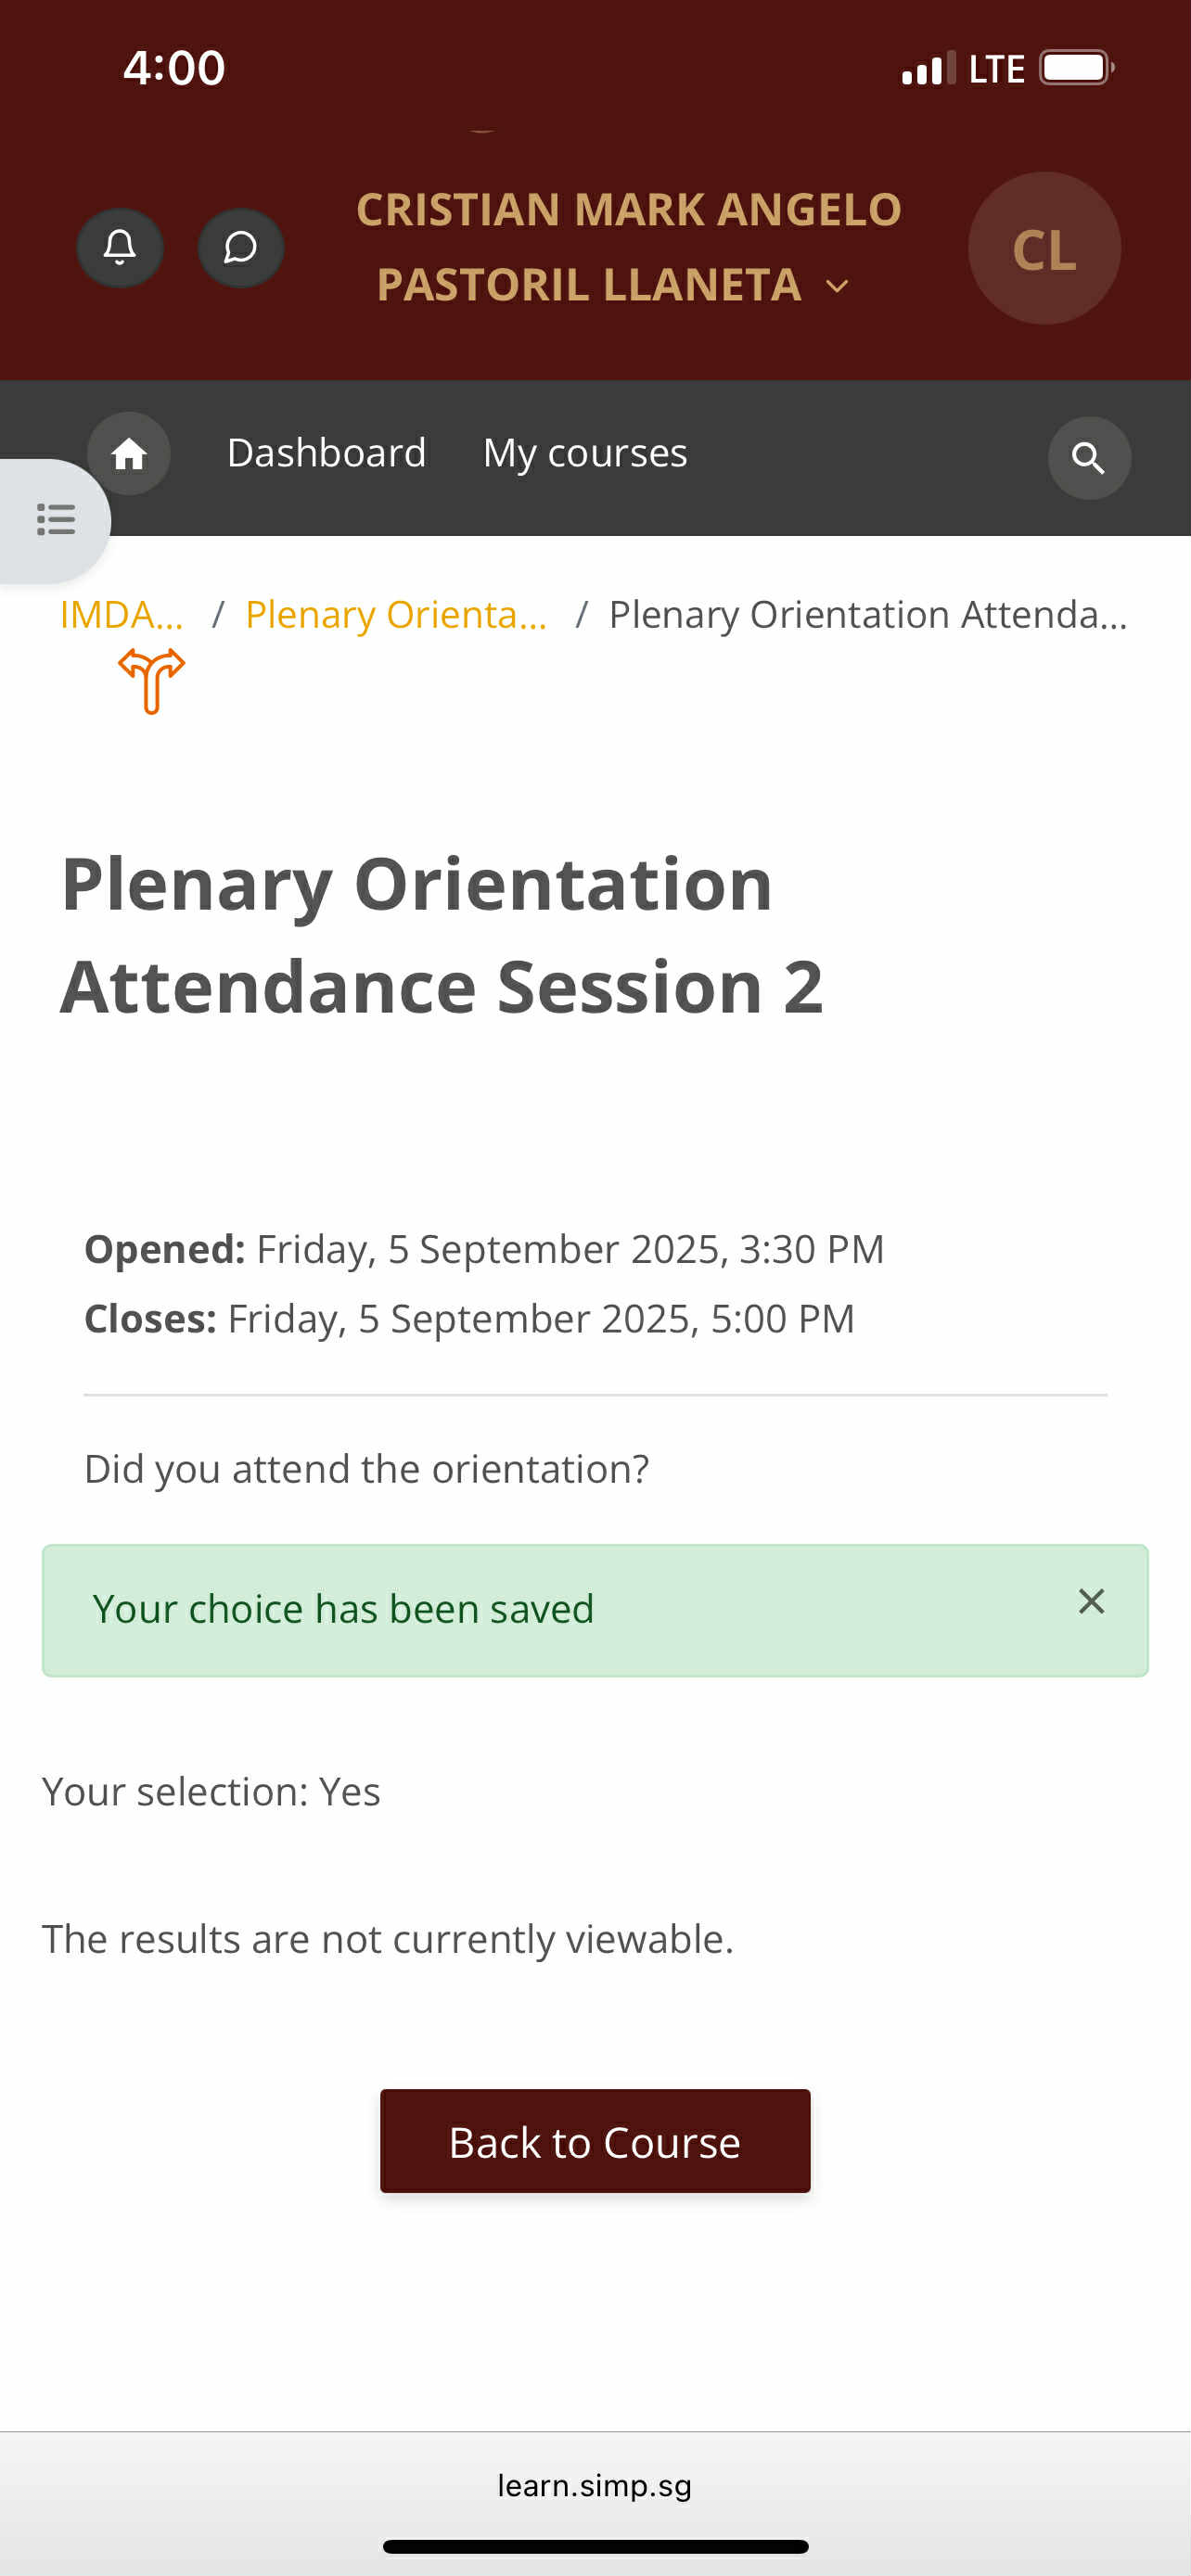 4:00 LTE
CRISTIAN MARK ANGELO
PASTORIL LLANETA
CL
Dashboard My courses
IMDA... / Plenary Orienta... / Plenary Orientation Attenda...
Plenary Orientation
Attendance Session 2
Opened: Friday, 5 September 2025, 3:30 PM
Closes: Friday, 5 September 2025, 5:00 PM
Did you attend the orientation?
Your choice has been saved
Your selection: Yes
The results are not currently viewable.
Back to Course
learn.simp.sg